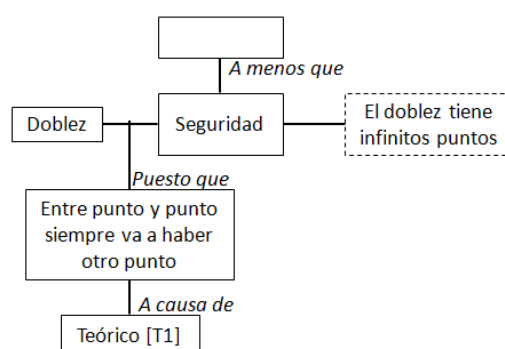 A menos que
Doblez
Seguridad
El doblez tiene
infinitos puntos
Puesto que
Entre punto y punto
siempre va a haber
otro punto
A causa de
Teórico [T1]